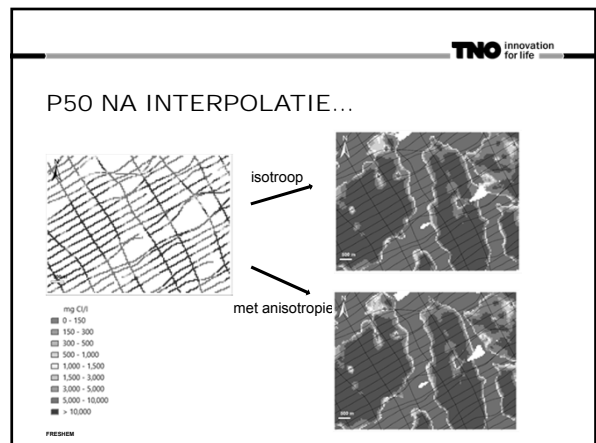 TNO innovation
for life
P50 NA INTERPOLATIE...
isotroop
met anisotropie
N
500 m
N
500 m
mg Cl/l
0 - 150
150 - 300
300 - 500
500 - 1,000
1,000 - 1,500
1,500 - 3,000
3,000 - 5,000
5,000 - 10,000
> 10,000
FRESHEM